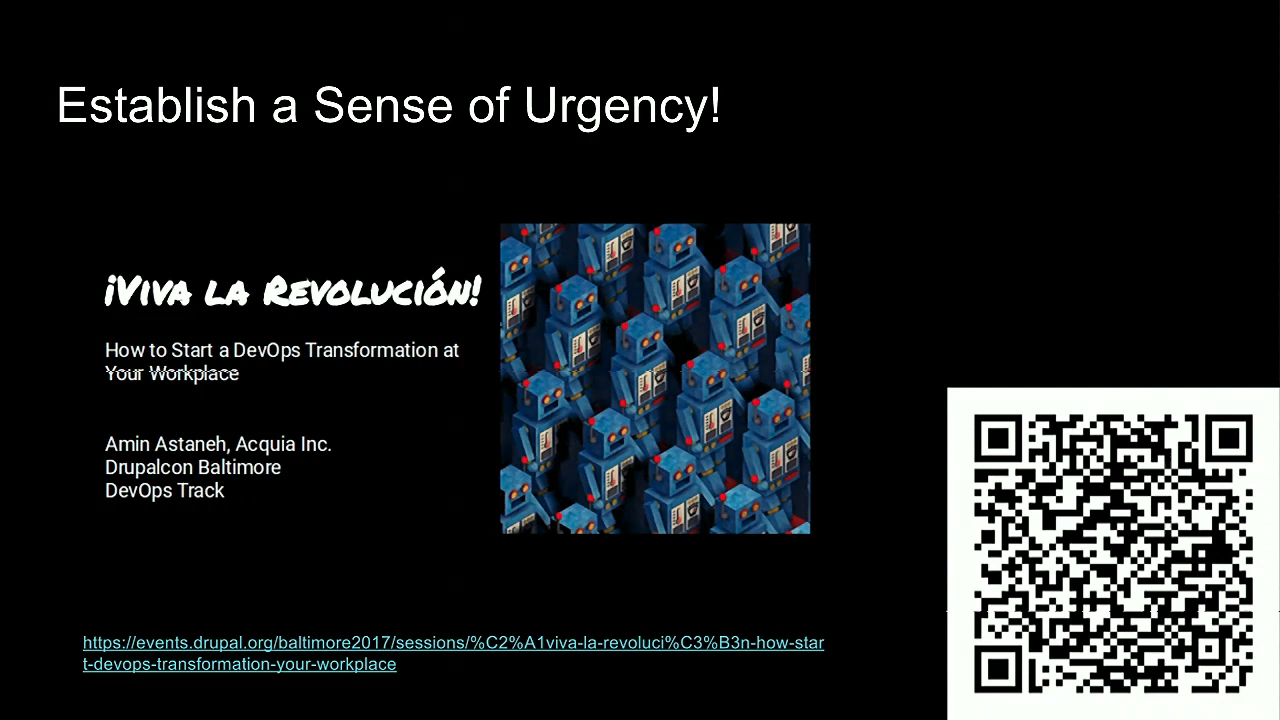 Establish a Sense of Urgency!
¡Viva la Revolución!
How to Start a DevOps Transformation at
Your Workplace
Amin Astaneh, Acquia Inc.
Drupalcon Baltimore
DevOps Track
https://events.drupal.org/baltimore2017/sessions/%C2%A1viva-la-revoluci%C3%B3n-how-star
t-devops-transformation-your-workplace